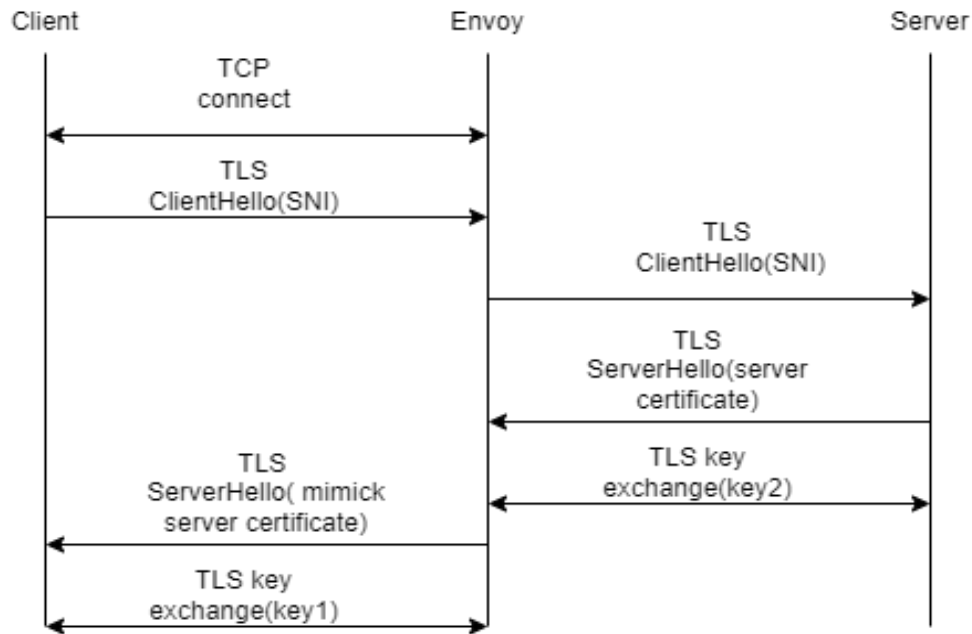 Client
Envoy
Server
TCP
connect
TLS
ClientHello(SNI)
TLS
ClientHello(SNI)
TLS
ServerHello(server
certificate)
TLS key
exchange(key2)
TLS
ServerHello( mimick
server certificate)
TLS key
exchange(key1)